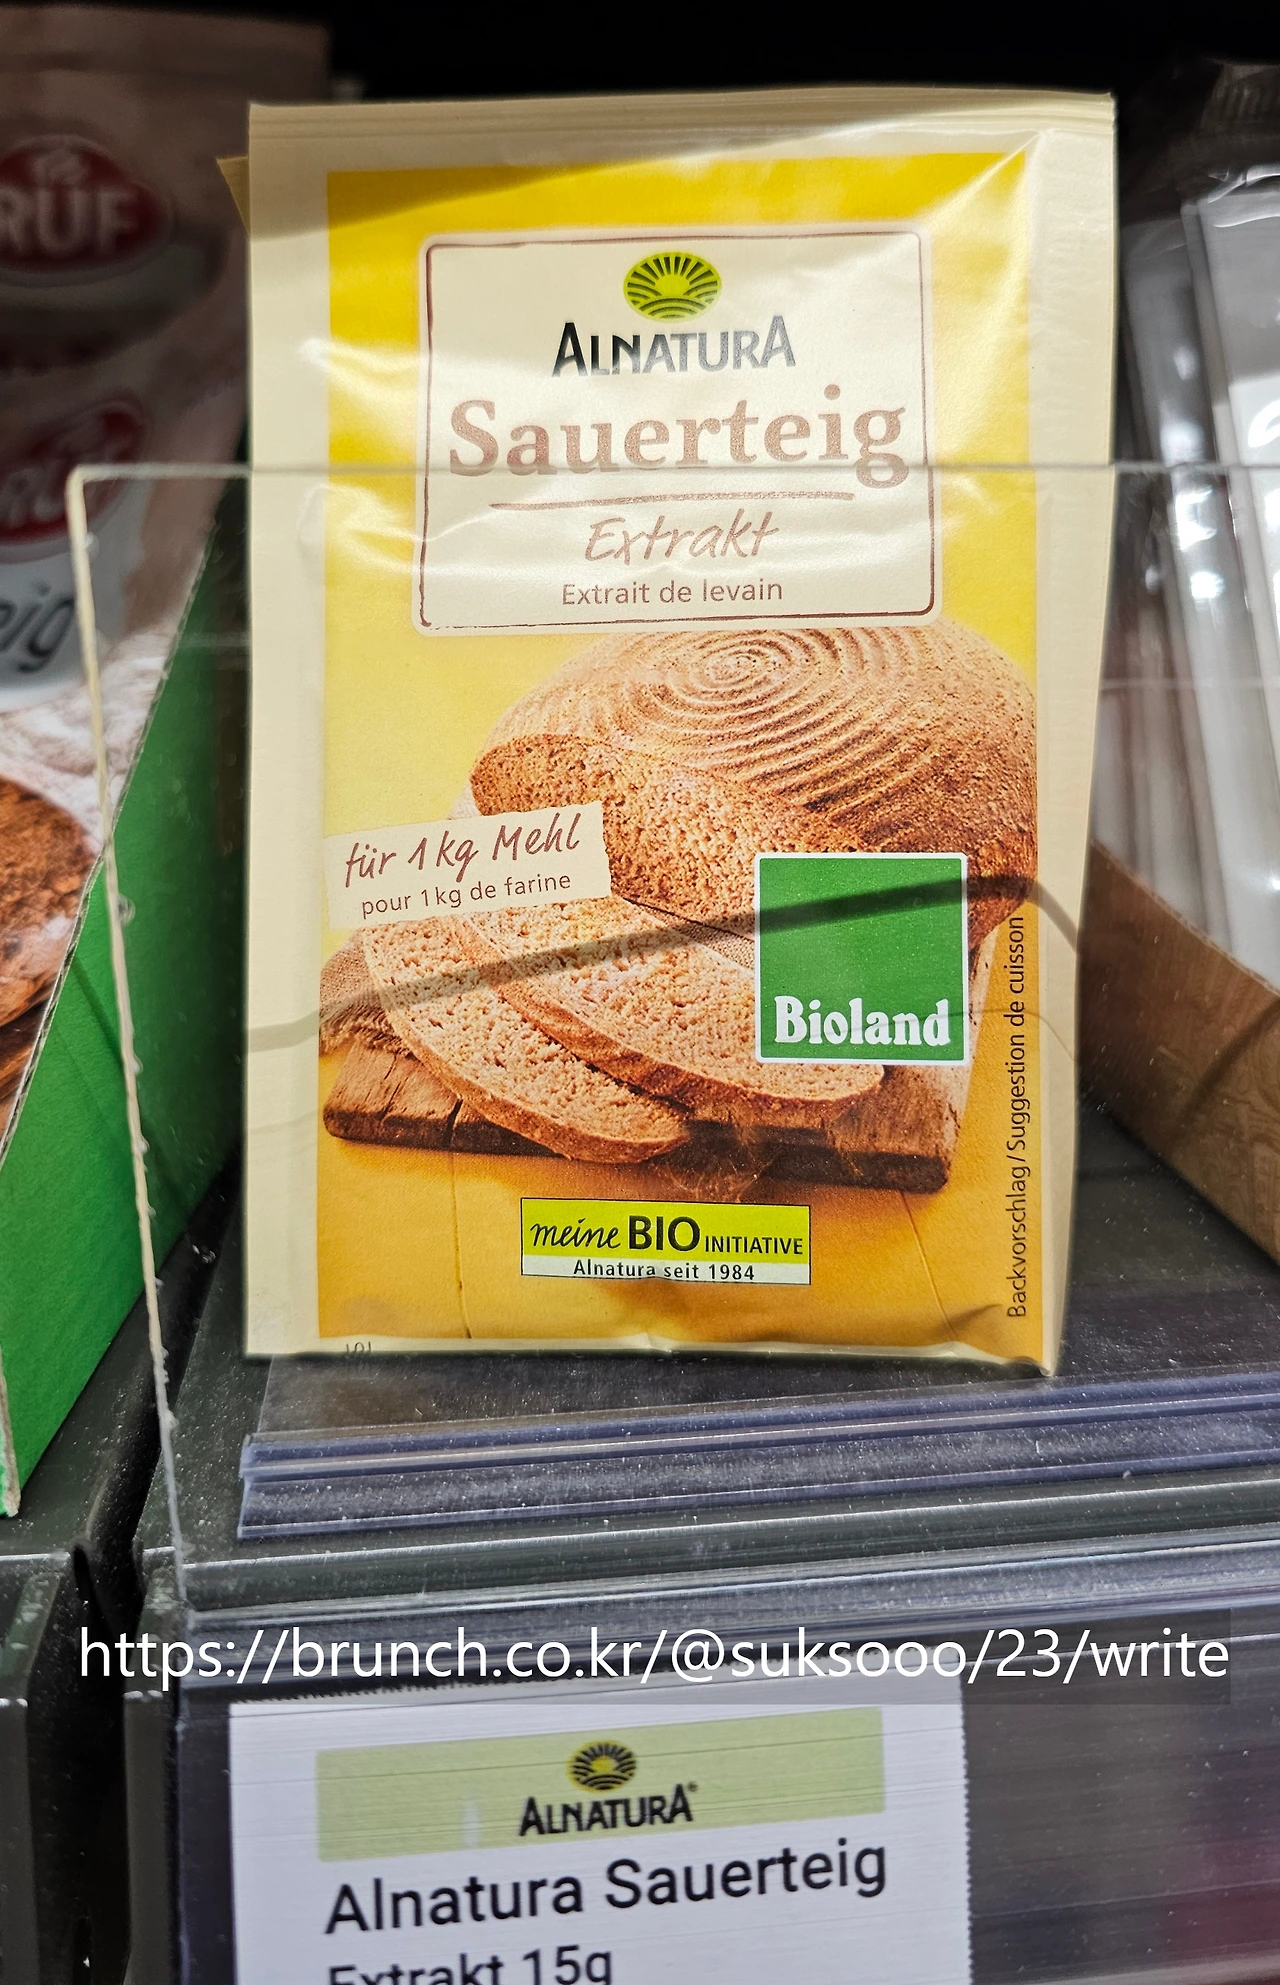 RUF
ALNATURA
Sauerteig
Extrakt
Extrait de levain
für 1 kg Mehl
pour 1 kg de farine
Bioland
Backvorschlag / Suggestion de cuisson
meine BIO INITIATIVE
Alnatura seit 1984
https://brunch.co.kr/@suksooo/23/write
ALNATURA®
Alnatura Sauerteig
Extrakt 15g